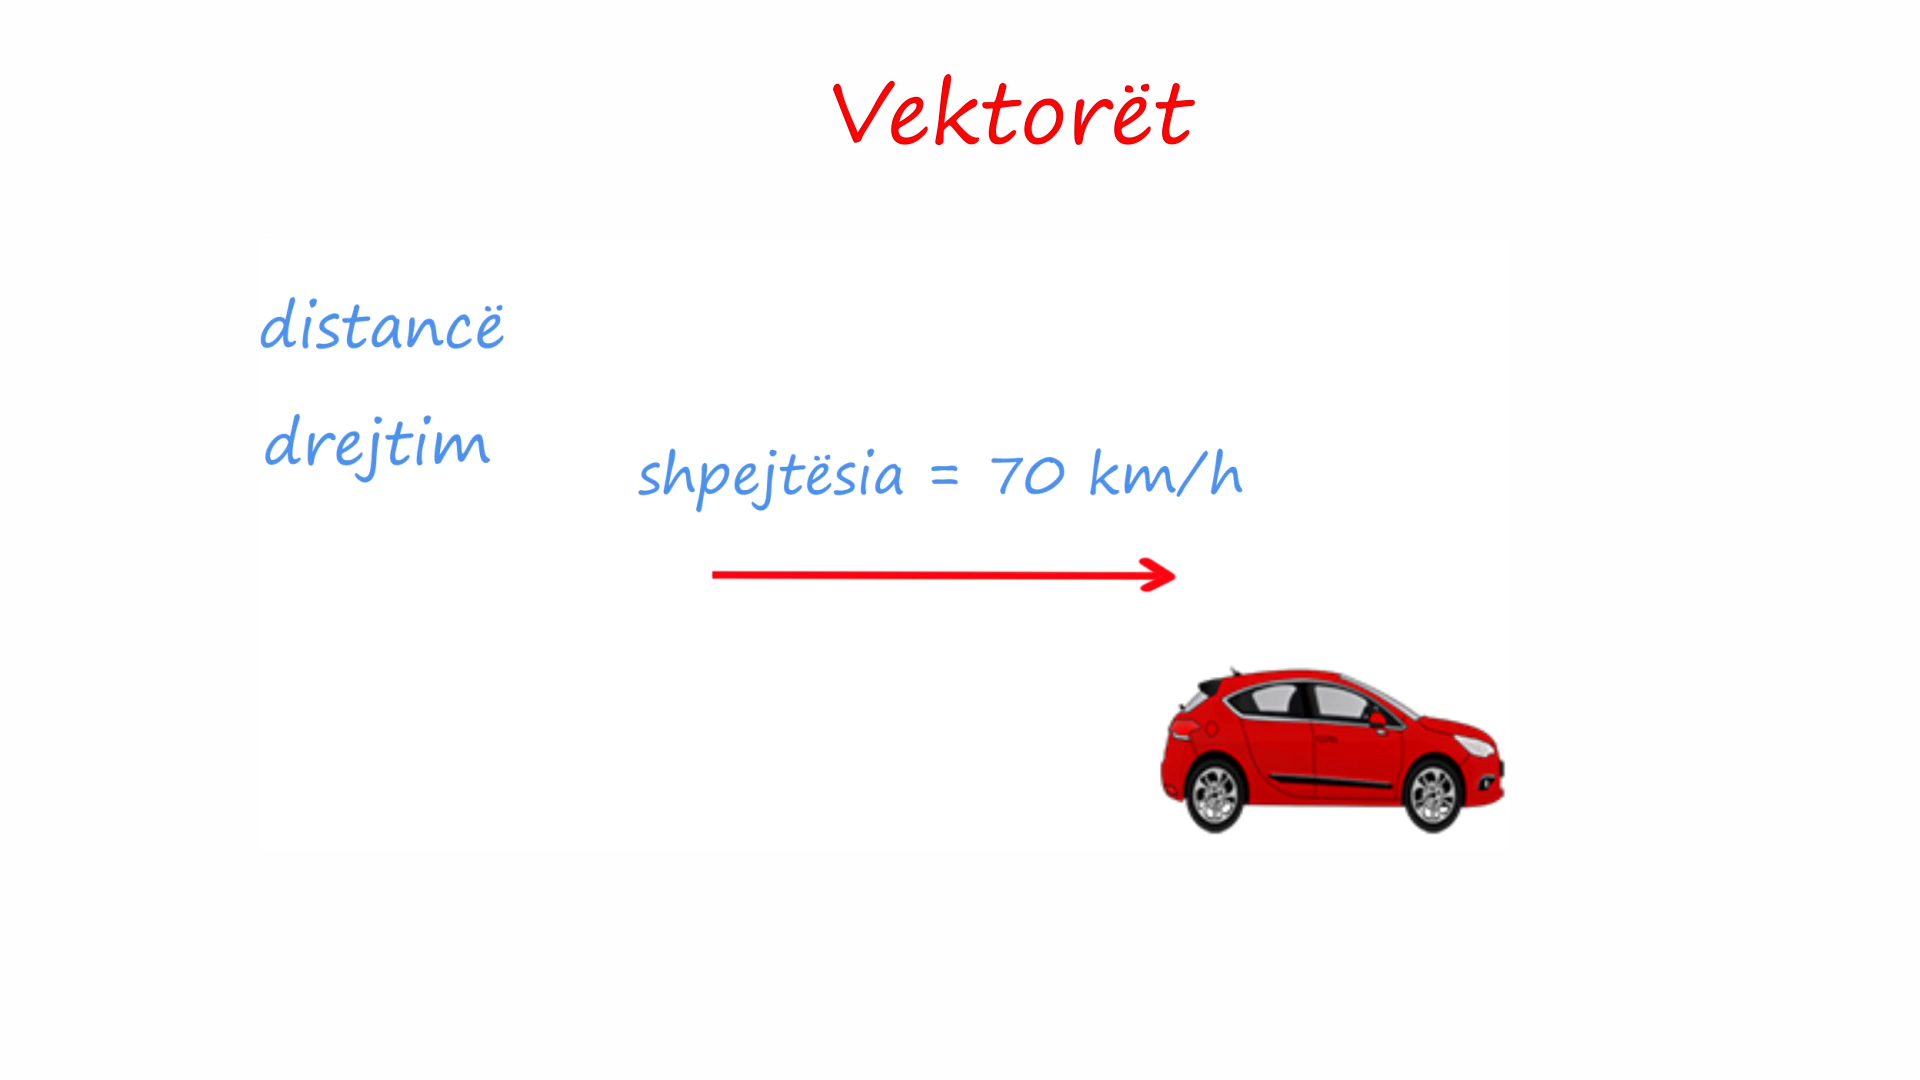 Vektorët
distancë
drejtim
shpejtësia = 70 km/h